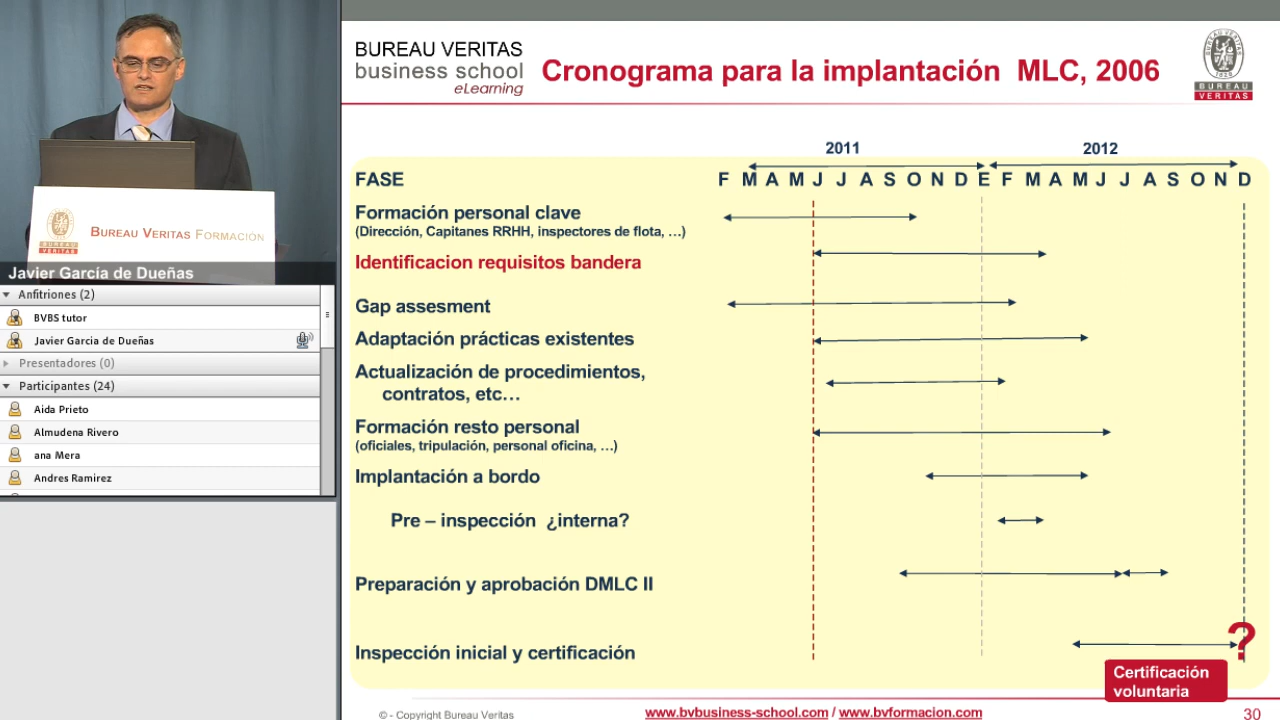 BUREAU VERITAS
business school
eLearning
Cronograma para la implantación MLC, 2006
1828
BUREAU
VERITAS
2011
2012
FASE
F M A M J J A S O N D E F M A M J J A S O N D
Formación personal clave
(Dirección, Capitanes RRHH, inspectores de flota, …)
Identificacion requisitos bandera
Gap assesment
Adaptación prácticas existentes
Actualización de procedimientos,
contratos, etc…
Formación resto personal
(oficiales, tripulación, personal oficina, …)
Implantación a bordo
Pre – inspección ¿interna?
Preparación y aprobación DMLC II
Inspección inicial y certificación
?
Certificación
voluntaria
© - Copyright Bureau Veritas
www.bvbusiness-school.com / www.bvformacion.com
30
BUREAU
VERITAS
BUREAU VERITAS FORMACIÓN
Javier García de Dueñas
Anfitriones (2)
BVBS tutor
Javier Garcia de Dueñas
Presentadores (0)
Participantes (24)
Aida Prieto
Almudena Rivero
ana Mera
Andres Ramirez